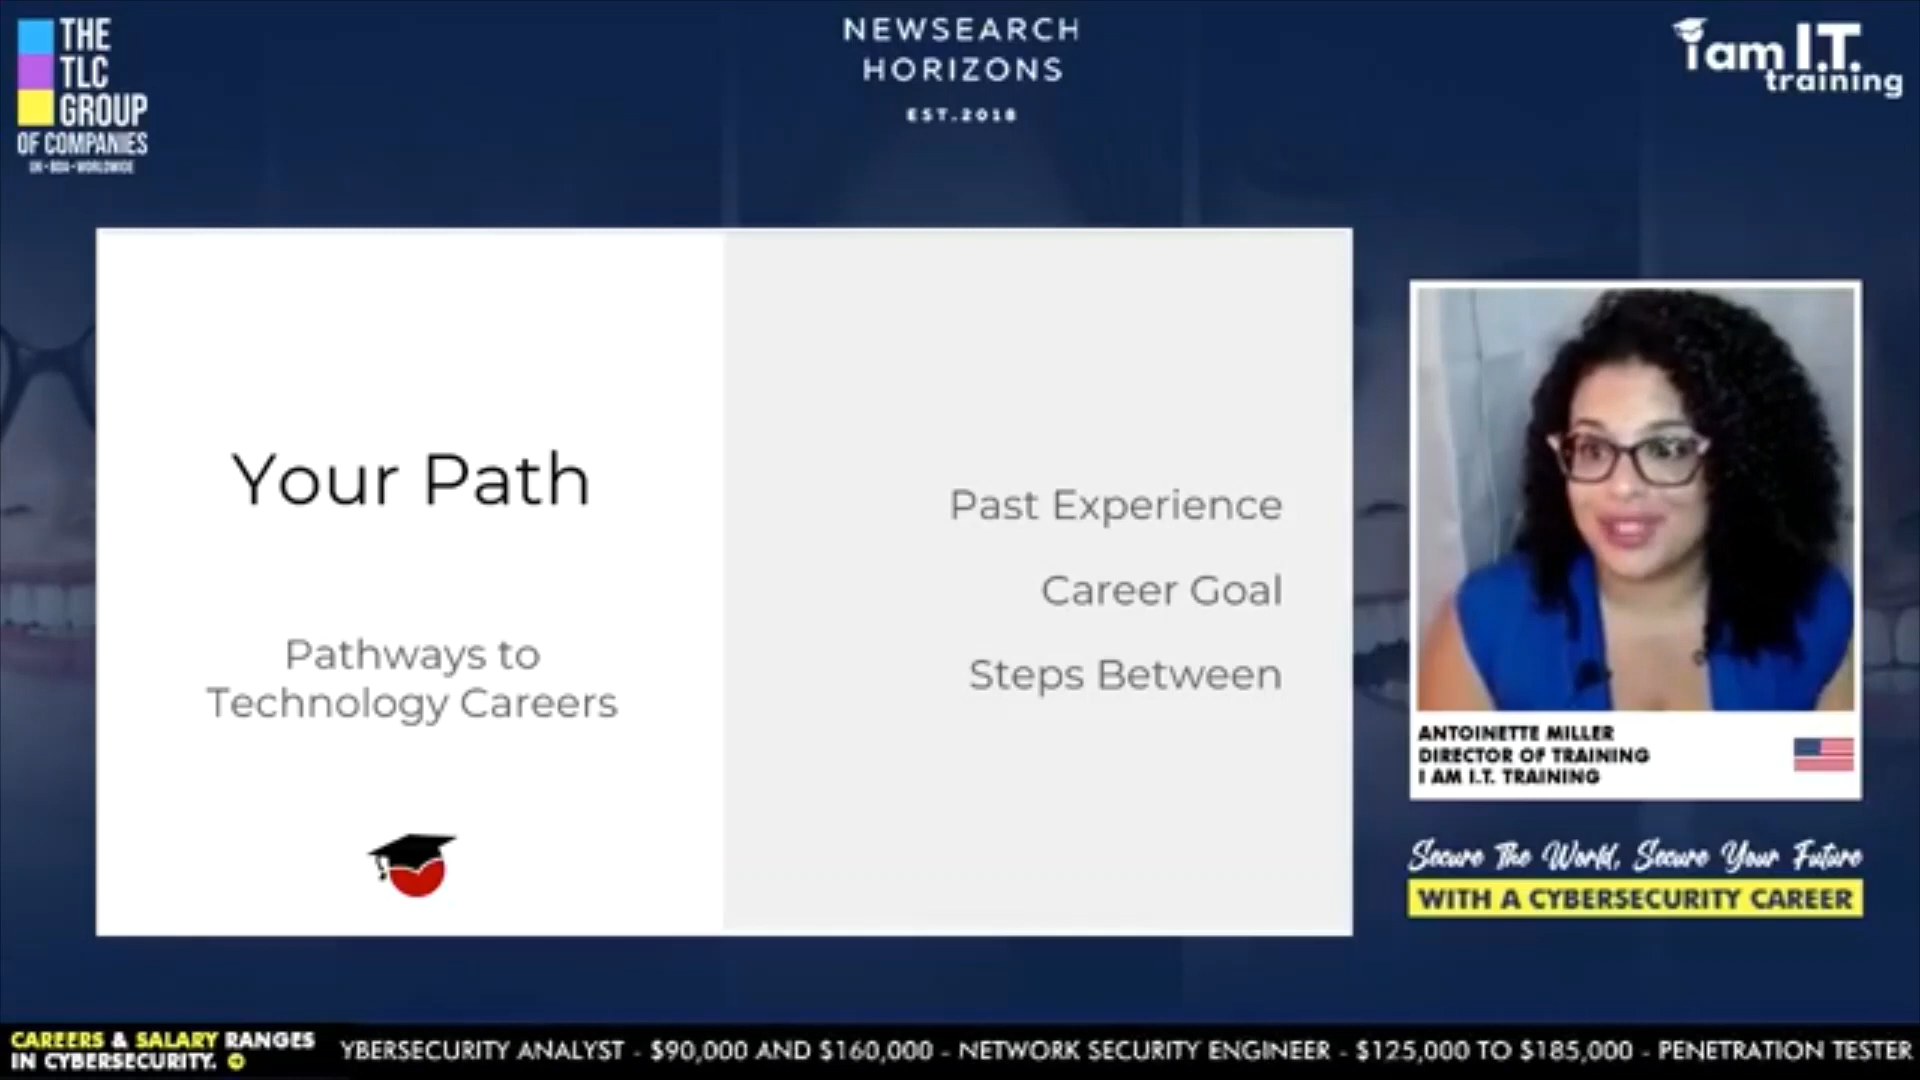 THE
TLC
GROUP
OF COMPANIES
NEWSEARCH
HORIZONS
EST.2018
i am I.T.
training
Your Path
Pathways to
Technology Careers
Past Experience
Career Goal
Steps Between
ANTOINETTE MILLER
DIRECTOR OF TRAINING
I AM I.T. TRAINING
Secure The World, Secure Your Future
WITH A CYBERSECURITY CAREER
CAREERS & SALARY RANGES
IN CYBERSECURITY.
YBERSECURITY ANALYST - $90,000 AND $160,000 - NETWORK SECURITY ENGINEER - $125,000 TO $185,000 - PENETRATION TESTER